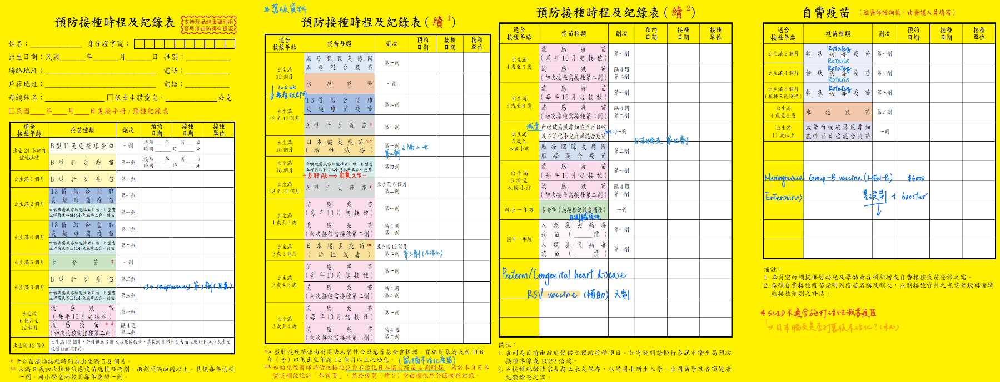 預防接種時程及紀錄表
支持菸品健康福利捐
寶貝疫苗防護有資源
姓名：
身分證字號：
出生日期：民國 年 月 日 性別：
聯絡地址： 電話：
戶籍地址： 電話：
母親姓名： □低出生體重兒， 公克
□民國 年 月 日更換手冊/預種紀錄表
適合接種年齡 疫苗種類 劑次 預約日期 接種日期 接種單位
出生24小時內儘速接種
B型肝炎免疫球蛋白 一劑 接種 年 月 日
時間 時 分
B型肝炎疫苗 第一劑 接種 年 月 日
時間 時 分
出生滿1個月 B型肝炎疫苗 第二劑
出生滿2個月
13價結合型肺炎鏈球菌疫苗 第一劑
白喉破傷風非細胞性百日咳、b型嗜血桿菌及不活化小兒麻痺五合一疫苗 第一劑
出生滿4個月
13價結合型肺炎鏈球菌疫苗 第二劑
白喉破傷風非細胞性百日咳、b型嗜血桿菌及不活化小兒麻痺五合一疫苗 第二劑
出生滿5個月 卡介苗* 一劑
出生滿6個月
B型肝炎疫苗 第三劑
13+ streptococcus 第3劑(自費)
白喉破傷風非細胞性百日咳、b型嗜血桿菌及不活化小兒麻痺五合一疫苗 第三劑
出生滿6個月至12個月
流感疫苗
(每年10月起接種) 第一劑
流感疫苗**
(初次接種需接種第二劑) 隔4週第二劑
出生滿12個月 出生滿12個月，若母親為B肝S抗原陽性者，應檢測B型肝炎表面抗原(HBsAg)及表面抗體(anti-HBs)。
*卡介苗建議接種時間為出生滿5-8個月。
**未滿9歲初次接種流感疫苗應接種兩劑，兩劑間隔四週以上。其後每年接種一劑。國小學童於校園每年接種一劑。
※舊版資料
預防接種時程及紀錄表(續1)
適合接種年齡 疫苗種類 劑次 預約日期 接種日期 接種單位
出生滿12個月
麻疹腮腺炎德國麻疹混合疫苗 第一劑
水痘疫苗 一劑
↓1~2 wk
無症狀即可
出生滿12至15個月
13價結合型肺炎鏈球菌疫苗 第三劑
A型肝炎疫苗* 第一劑
出生滿15個月
日本腦炎疫苗**
(活性減毒) 第一劑
第二劑 隔2wk
出生滿18個月
白喉破傷風非細胞性百日咳、b型嗜血桿菌及不活化小兒麻痺五合一疫苗 第四劑
+B肝Ab→自費六合一
出生滿18至21個月 A型肝炎疫苗* 至少隔6個月第二劑
出生滿1歲至2歲
流感疫苗
(每年10月起接種) 第一劑
流感疫苗
(初次接種需接種第二劑) 隔4週第二劑
出生滿2歲3個月
日本腦炎疫苗**
(活性減毒) 至少隔12個月第二劑
第三劑(不活化)
出生滿2歲至3歲
流感疫苗
(每年10月起接種) 第一劑
流感疫苗
(初次接種需接種第二劑) 隔4週第二劑
出生滿3歲至4歲
流感疫苗
(每年10月起接種) 第一劑
流感疫苗
(初次接種需接種第二劑) 隔4週第二劑
*A型肝炎疫苗係由財團法人寶佳公益慈善基金會捐贈，實施對象為民國106年(含)以後出生年滿12個月以上之幼兒。
(鼠腦不活化疫苗)
**如幼兒經醫師評估改接種公費不活化日本腦炎疫苗4劑時程，請於本頁日本腦炎欄位註記「如後頁」，並於後頁(續2)空白欄依序登錄接種紀錄。
預防接種時程及紀錄表(續2)
適合接種年齡 疫苗種類 劑次 預約日期 接種日期 接種單位
出生滿4歲至5歲
流感疫苗
(每年10月起接種) 第一劑
流感疫苗
(初次接種需接種第二劑) 隔4週第二劑
出生滿5歲至6歲
流感疫苗
(每年10月起接種) 第一劑
流感疫苗
(初次接種需接種第二劑) 隔4週第二劑
出生滿5歲至入國小前
減量
白喉破傷風非細胞性百日咳及不活化小兒麻痺混合疫苗 一劑
日本腦炎 第四劑
麻疹腮腺炎德國麻疹混合疫苗 第二劑
出生滿6歲至入國小前
流感疫苗
(每年10月起接種) 第一劑
流感疫苗
(初次接種需接種第二劑) 隔4週第二劑
國小一年級 卡介苗(無接種紀錄者補種) 一劑
且測驗陰性
國中一年級
人類乳突病毒疫苗( 價) 第一劑
人類乳突病毒疫苗( 價) 第二劑
Preterm/Congenital heart disease
RSV vaccine (補助) 六劑
備註：
1.表列為目前由政府提供之預防接種項目。如有疑問請撥打各縣市衛生局預防接種專線或1922洽詢。
2.本接種紀錄請家長務必永久保存，以備國小新生入學、出國留學及各項健康紀錄檢查之需。
自費疫苗 (經醫師諮詢後，由醫護人員填寫)
適合接種年齡 疫苗種類 劑次 預約日期 接種日期 接種單位
出生滿2個月 輪狀病毒疫苗 第一劑
Rotateq
Rotarix
出生滿4個月 輪狀病毒疫苗 第二劑
Rotateq
Rotarix
出生滿6個月
(接種三劑時程) 輪狀病毒疫苗 第三劑
Rotateq
出生滿4歲至6歲 水痘疫苗 第二劑
出生滿11歲以上 減量白喉破傷風非細胞性百日咳混合疫苗 一劑
Meningococcal Group-B vaccine (MEN-B) $6000
Enterovirus 基礎劑 + booster
備註：
1.本頁空白欄提供嬰幼兒及學幼童各項新增或自費接種疫苗登錄之需。
2.各項自費接種疫苗請明列疫苗名稱及劑次，以利接種資料之完整登錄與後續應接種劑別之評估。
※SCID不適合施打活性減毒疫苗
↳日本腦炎是否打舊版不活化?